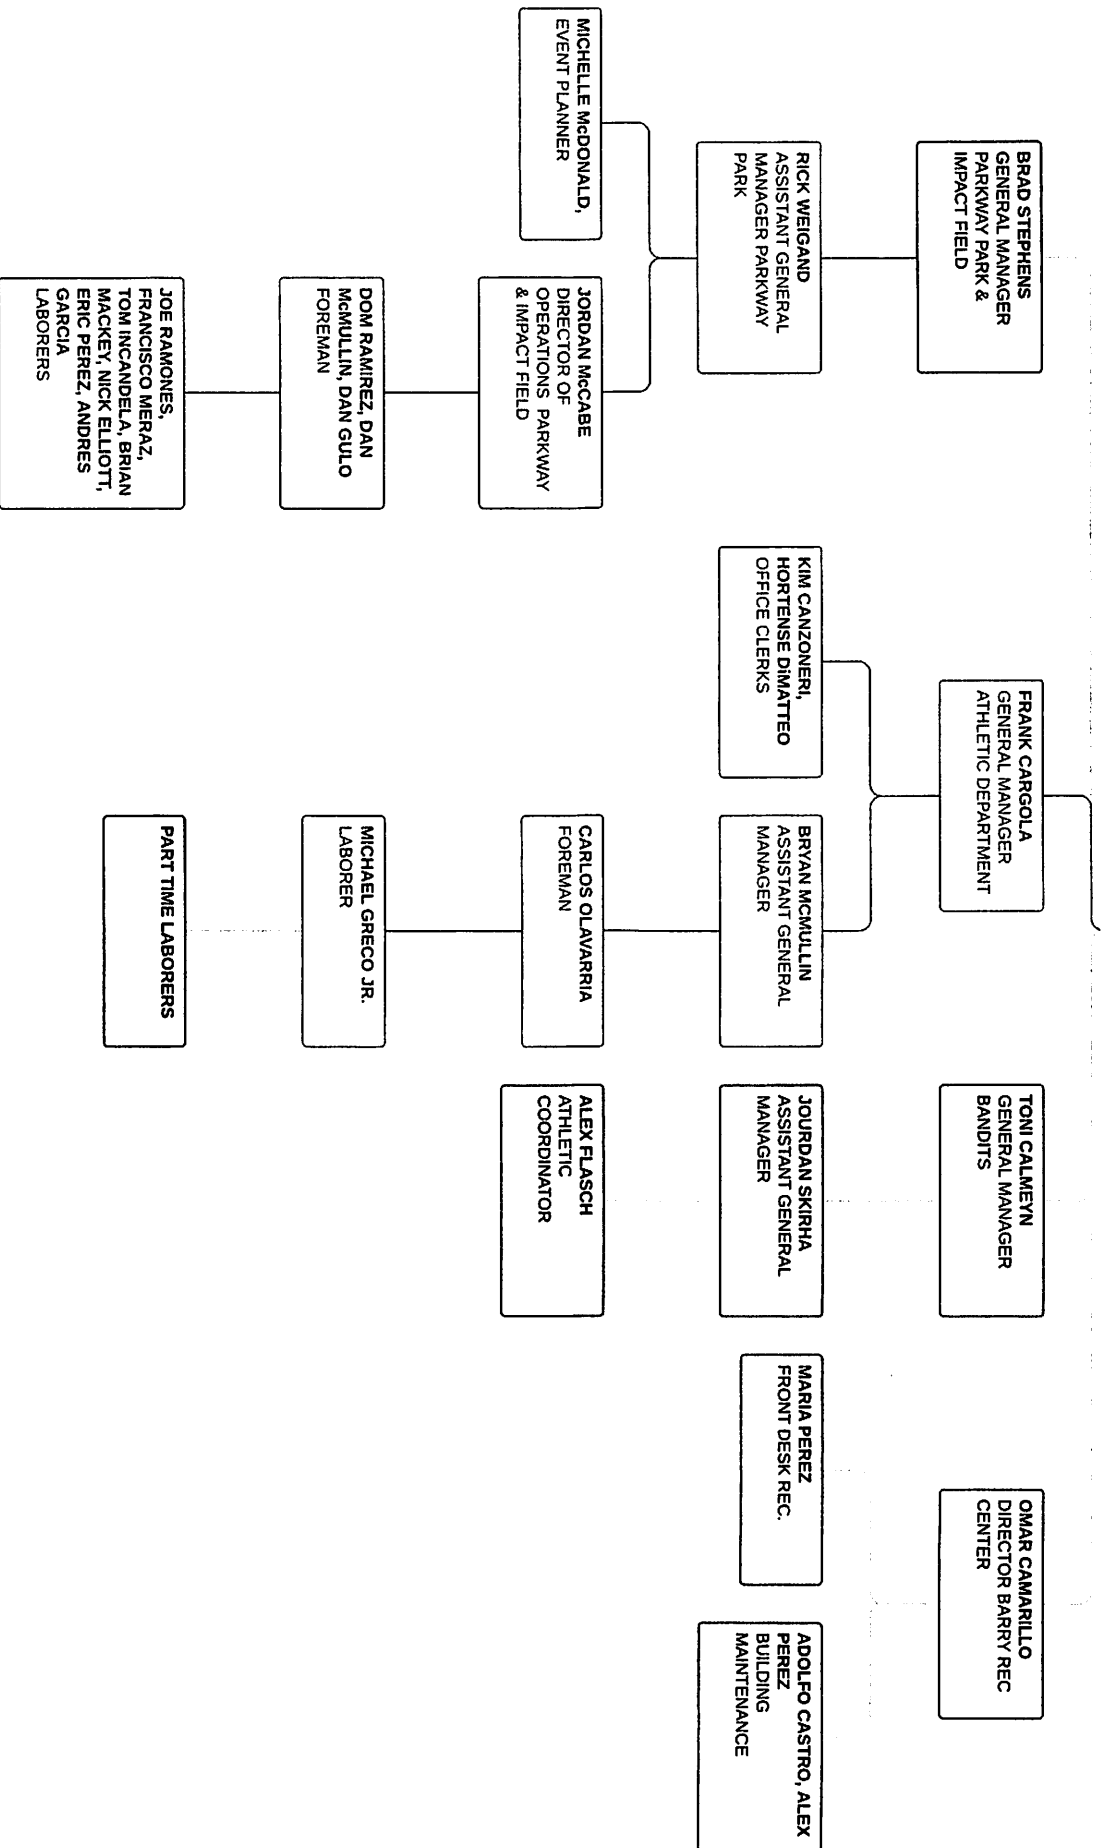 BRAD STEPHENS
GENERAL MANAGER
PARKWAY PARK &
IMPACT FIELD
RICK WEIGAND
ASSISTANT GENERAL
MANAGER PARKWAY
PARK
MICHELLE McDONALD,
EVENT PLANNER
JORDAN McCABE
DIRECTOR OF
OPERATIONS PARKWAY
& IMPACT FIELD
DOM RAMIREZ, DAN
McMULLIN, DAN GULO
FOREMAN
JOE RAMONES,
FRANCISCO MERAZ,
TOM INCANDELA, BRIAN
MACKEY, NICK ELLIOTT,
ERIC PEREZ, ANDRES
GARCIA
LABORERS
FRANK CARGOLA
GENERAL MANAGER
ATHLETIC DEPARTMENT
KIM CANZONERI,
HORTENSE DiMATTEO
OFFICE CLERKS
BRYAN MCMULLIN
ASSISTANT GENERAL
MANAGER
CARLOS OLAVARRIA
FOREMAN
MICHAEL GRECO JR.
LABORER
PART TIME LABORERS
TONI CALMEYN
GENERAL MANAGER
BANDITS
JOURDAN SKIRHA
ASSISTANT GENERAL
MANAGER
ALEX FLASCH
ATHLETIC
COORDINATOR
OMAR CAMARILLO
DIRECTOR BARRY REC
CENTER
MARIA PEREZ
FRONT DESK REC.
ADOLFO CASTRO, ALEX
PEREZ
BUILDING
MAINTENANCE